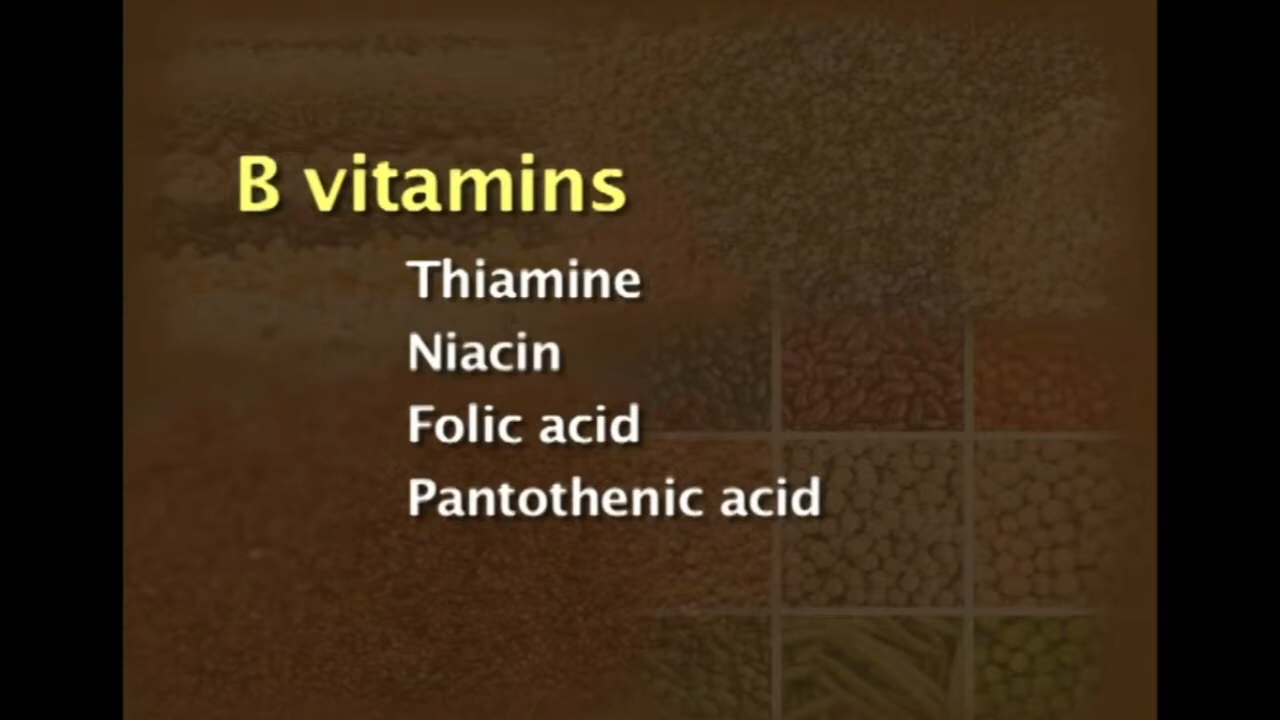 B vitamins
Thiamine
Niacin
Folic acid
Pantothenic acid